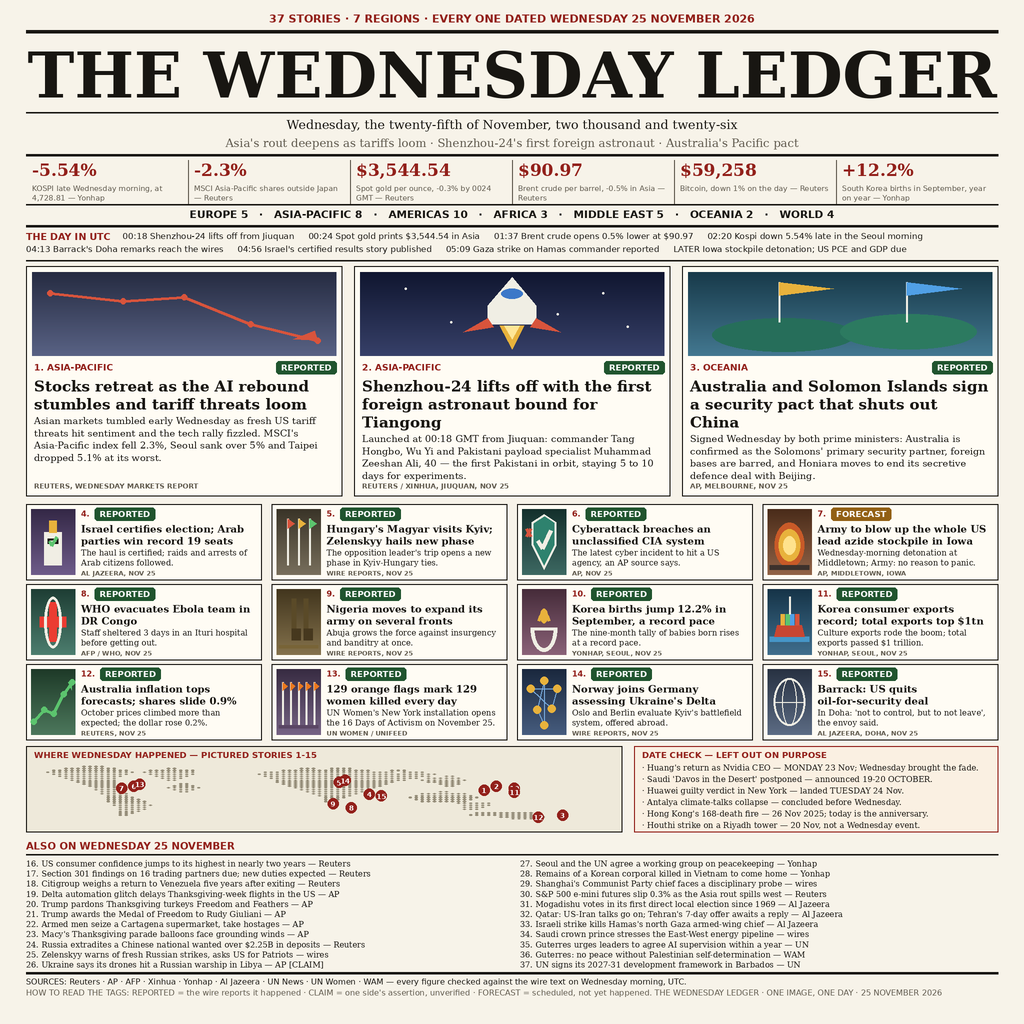 37 STORIES · 7 REGIONS · EVERY ONE DATED WEDNESDAY 25 NOVEMBER 2026
THE WEDNESDAY LEDGER
Wednesday, the twenty-fifth of November, two thousand and twenty-six
Asia's rout deepens as tariffs loom · Shenzhou-24's first foreign astronaut · Australia's Pacific pact
-5.54%
KOSPI late Wednesday morning, at
4,728.81 — Yonhap
-2.3%
MSCI Asia-Pacific shares outside Japan
— Reuters
$3,544.54
Spot gold per ounce, -0.3% by 0024
GMT — Reuters
$90.97
Brent crude per barrel, -0.5% in Asia —
Reuters
$59,258
Bitcoin, down 1% on the day — Reuters
+12.2%
South Korea births in September, year
on year — Yonhap
EUROPE 5 · ASIA-PACIFIC 8 · AMERICAS 10 · AFRICA 3 · MIDDLE EAST 5 · OCEANIA 2 · WORLD 4
THE DAY IN UTC 00:18 Shenzhou-24 lifts off from Jiuquan 00:24 Spot gold prints $3,544.54 in Asia 01:37 Brent crude opens 0.5% lower at $90.97 02:20 Kospi down 5.54% late in the Seoul morning
04:13 Barrack's Doha remarks reach the wires 04:56 Israel's certified results story published 05:09 Gaza strike on Hamas commander reported LATER Iowa stockpile detonation; US PCE and GDP due
1. ASIA-PACIFIC REPORTED
Stocks retreat as the AI rebound
stumbles and tariff threats loom
Asian markets tumbled early Wednesday as fresh US tariff
threats hit sentiment and the tech rally fizzled. MSCI's
Asia-Pacific index fell 2.3%, Seoul sank over 5% and Taipei
dropped 5.1% at its worst.
REUTERS, WEDNESDAY MARKETS REPORT
2. ASIA-PACIFIC REPORTED
Shenzhou-24 lifts off with the first
foreign astronaut bound for
Tiangong
Launched at 00:18 GMT from Jiuquan: commander Tang
Hongbo, Wu Yi and Pakistani payload specialist Muhammad
Zeeshan Ali, 40 — the first Pakistani in orbit, staying 5 to 10
days for experiments.
REUTERS / XINHUA, JIUQUAN, NOV 25
3. OCEANIA REPORTED
Australia and Solomon Islands sign
a security pact that shuts out
China
Signed Wednesday by both prime ministers: Australia is
confirmed as the Solomons' primary security partner, foreign
bases are barred, and Honiara moves to end its secretive
defence deal with Beijing.
AP, MELBOURNE, NOV 25
4. REPORTED
Israel certifies election; Arab
parties win record 19 seats
The haul is certified; raids and arrests of
Arab citizens followed.
AL JAZEERA, NOV 25
5. REPORTED
Hungary's Magyar visits Kyiv;
Zelenskyy hails new phase
The opposition leader's trip opens a new
phase in Kyiv-Hungary ties.
WIRE REPORTS, NOV 25
6. REPORTED
Cyberattack breaches an
unclassified CIA system
The latest cyber incident to hit a US
agency, an AP source says.
AP, NOV 25
7. FORECAST
Army to blow up the whole US
lead azide stockpile in Iowa
Wednesday-morning detonation at
Middletown; Army: no reason to panic.
AP, MIDDLETOWN, IOWA
8. REPORTED
WHO evacuates Ebola team in
DR Congo
Staff sheltered 3 days in an Ituri hospital
before getting out.
AFP / WHO, NOV 25
9. REPORTED
Nigeria moves to expand its
army on several fronts
Abuja grows the force against insurgency
and banditry at once.
WIRE REPORTS, NOV 25
10. REPORTED
Korea births jump 12.2% in
September, a record pace
The nine-month tally of babies born rises
at a record pace.
YONHAP, SEOUL, NOV 25
11. REPORTED
Korea consumer exports
record; total exports top $1tn
Culture exports rode the boom; total
exports passed $1 trillion.
YONHAP, SEOUL, NOV 25
12. REPORTED
Australia inflation tops
forecasts; shares slide 0.9%
October prices climbed more than
expected; the dollar rose 0.2%.
REUTERS, NOV 25
13. REPORTED
129 orange flags mark 129
women killed every day
UN Women's New York installation opens
the 16 Days of Activism on November 25.
UN WOMEN / UNIFEED
14. REPORTED
Norway joins Germany
assessing Ukraine's Delta
Oslo and Berlin evaluate Kyiv's battlefield
system, offered abroad.
WIRE REPORTS, NOV 25
15. REPORTED
Barrack: US quits
oil-for-security deal
In Doha: 'not to control, but to not leave',
the envoy said.
AL JAZEERA, DOHA, NOV 25
WHERE WEDNESDAY HAPPENED — PICTURED STORIES 1-15
7 13
14
4 15
9 8
1 2
11
12 3
DATE CHECK — LEFT OUT ON PURPOSE
· Huang's return as Nvidia CEO — MONDAY 23 Nov; Wednesday brought the fade.
· Saudi 'Davos in the Desert' postponed — announced 19-20 OCTOBER.
· Huawei guilty verdict in New York — landed TUESDAY 24 Nov.
· Antalya climate-talks collapse — concluded before Wednesday.
· Hong Kong's 168-death fire — 26 Nov 2025; today is the anniversary.
· Houthi strike on a Riyadh tower — 20 Nov, not a Wednesday event.
ALSO ON WEDNESDAY 25 NOVEMBER
16. US consumer confidence jumps to its highest in nearly two years — Reuters
17. Section 301 findings on 16 trading partners due; new duties expected — Reuters
18. Citigroup weighs a return to Venezuela five years after exiting — Reuters
19. Delta automation glitch delays Thanksgiving-week flights in the US — AP
20. Trump pardons Thanksgiving turkeys Freedom and Feathers — AP
21. Trump awards the Medal of Freedom to Rudy Giuliani — AP
22. Armed men seize a Cartagena supermarket, take hostages — AP
23. Macy's Thanksgiving parade balloons face grounding winds — AP
24. Russia extradites a Chinese national wanted over $2.25B in deposits — Reuters
25. Zelenskyy warns of fresh Russian strikes, asks US for Patriots — wires
26. Ukraine says its drones hit a Russian warship in Libya — AP [CLAIM]
27. Seoul and the UN agree a working group on peacekeeping — Yonhap
28. Remains of a Korean corporal killed in Vietnam to come home — Yonhap
29. Shanghai's Communist Party chief faces a disciplinary probe — wires
30. S&P 500 e-mini futures slip 0.3% as the Asia rout spills west — Reuters
31. Mogadishu votes in its first direct local election since 1969 — Al Jazeera
32. Qatar: US-Iran talks go on; Tehran's 7-day offer awaits a reply — Al Jazeera
33. Israeli strike kills Hamas's north Gaza armed-wing chief — Al Jazeera
34. Saudi crown prince stresses the East-West energy pipeline — wires
35. Guterres urges leaders to agree AI supervision within a year — UN
36. Guterres: no peace without Palestinian self-determination — WAM
37. UN signs its 2027-31 development framework in Barbados — UN
SOURCES: Reuters · AP · AFP · Xinhua · Yonhap · Al Jazeera · UN News · UN Women · WAM — every figure checked against the wire text on Wednesday morning, UTC.
HOW TO READ THE TAGS: REPORTED = the wire reports it happened · CLAIM = one side's assertion, unverified · FORECAST = scheduled, not yet happened. THE WEDNESDAY LEDGER · ONE IMAGE, ONE DAY · 25 NOVEMBER 2026